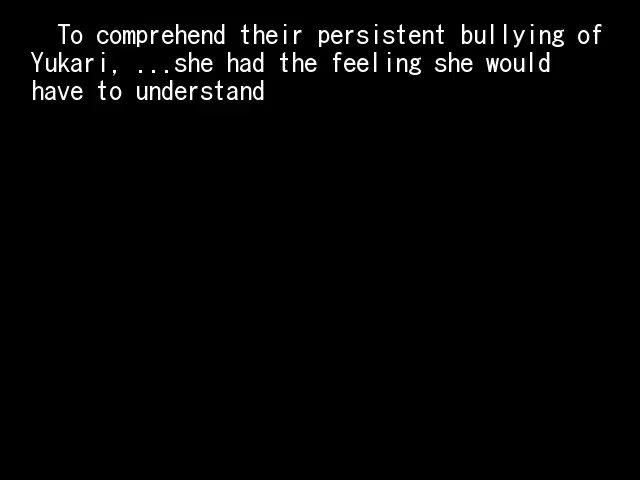 To comprehend their persistent bullying of
Yukari, ...she had the feeling she would
have to understand